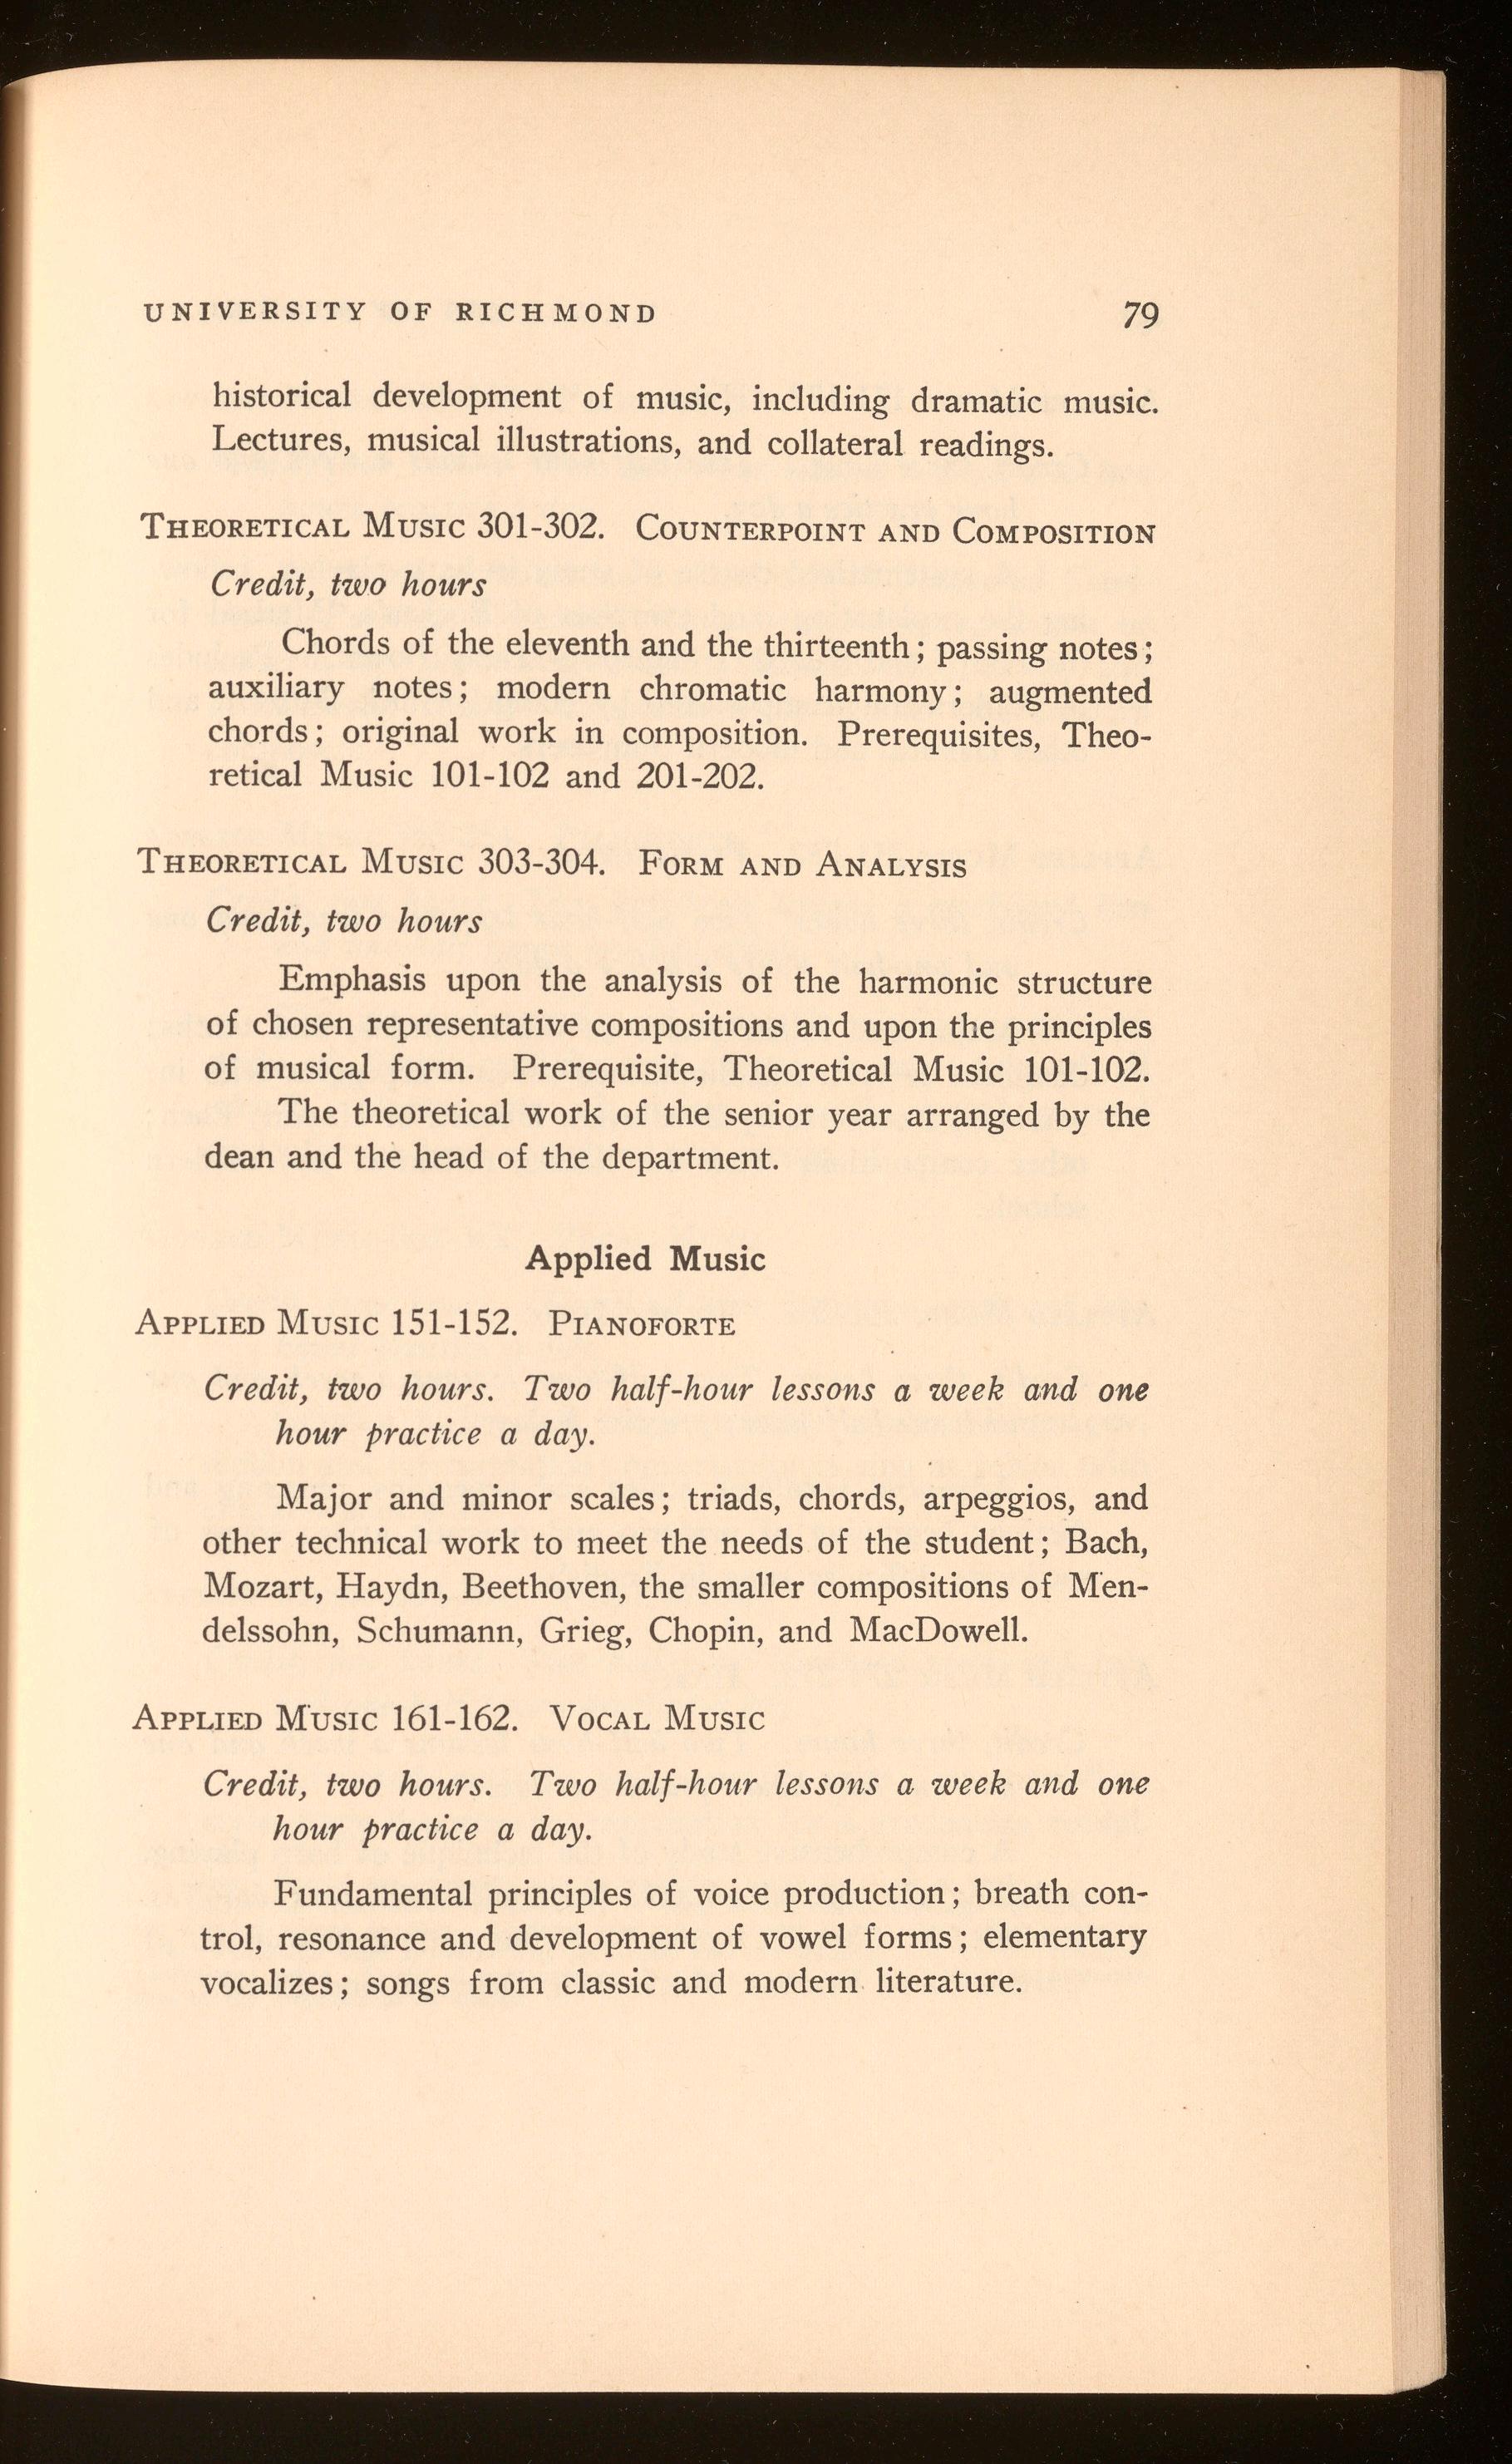 UNIVERSITY OF RICHMOND 79
historical development of music, including dramatic music.
Lectures, musical illustrations, and collateral readings.
THEORETICAL MUSIC 301-302. COUNTERPOINT AND COMPOSITION
Credit, two hours
Chords of the eleventh and the thirteenth; passing notes;
auxiliary notes; modern chromatic harmony; augmented
chords; original work in composition. Prerequisites, Theo-
retical Music 101-102 and 201-202.
THEORETICAL MUSIC 303-304. FORM AND ANALYSIS
Credit, two hours
Emphasis upon the analysis of the harmonic structure
of chosen representative compositions and upon the principles
of musical form. Prerequisite, Theoretical Music 101-102.
The theoretical work of the senior year arranged by the
dean and the head of the department.
Applied Music
APPLIED MUSIC 151-152. PIANOFORTE
Credit, two hours. Two half-hour lessons a week and one
hour practice a day.
Major and minor scales; triads, chords, arpeggios, and
other technical work to meet the needs of the student; Bach,
Mozart, Haydn, Beethoven, the smaller compositions of Men-
delssohn, Schumann, Grieg, Chopin, and MacDowell.
APPLIED MUSIC 161-162. VOCAL MUSIC
Credit, two hours. Two half-hour lessons a week and one
hour practice a day.
Fundamental principles of voice production; breath con-
trol, resonance and development of vowel forms; elementary
vocalizes; songs from classic and modern literature.